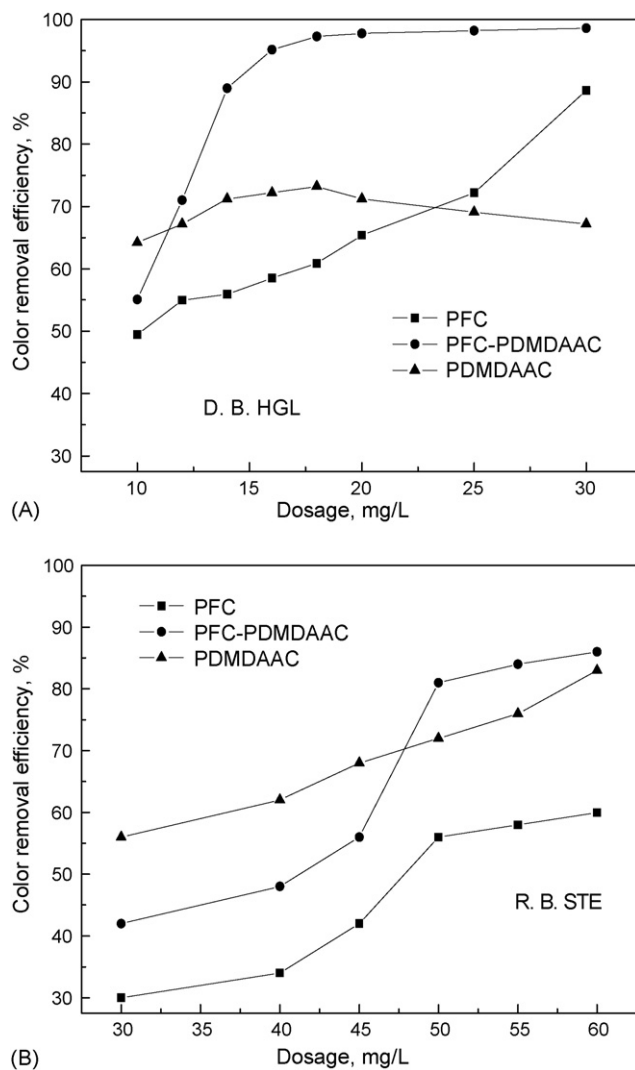 100
90
80
70
60
50
40
30
Color removal efficiency, %
PFC
PFC-PDMDAAC
PDMDAAC
D. B. HGL
10 15 20 25 30
(A)
Dosage, mg/L
100
90
80
70
60
50
40
30
Color removal efficiency, %
PFC
PFC-PDMDAAC
PDMDAAC
R. B. STE
30 35 40 45 50 55 60
(B)
Dosage, mg/L